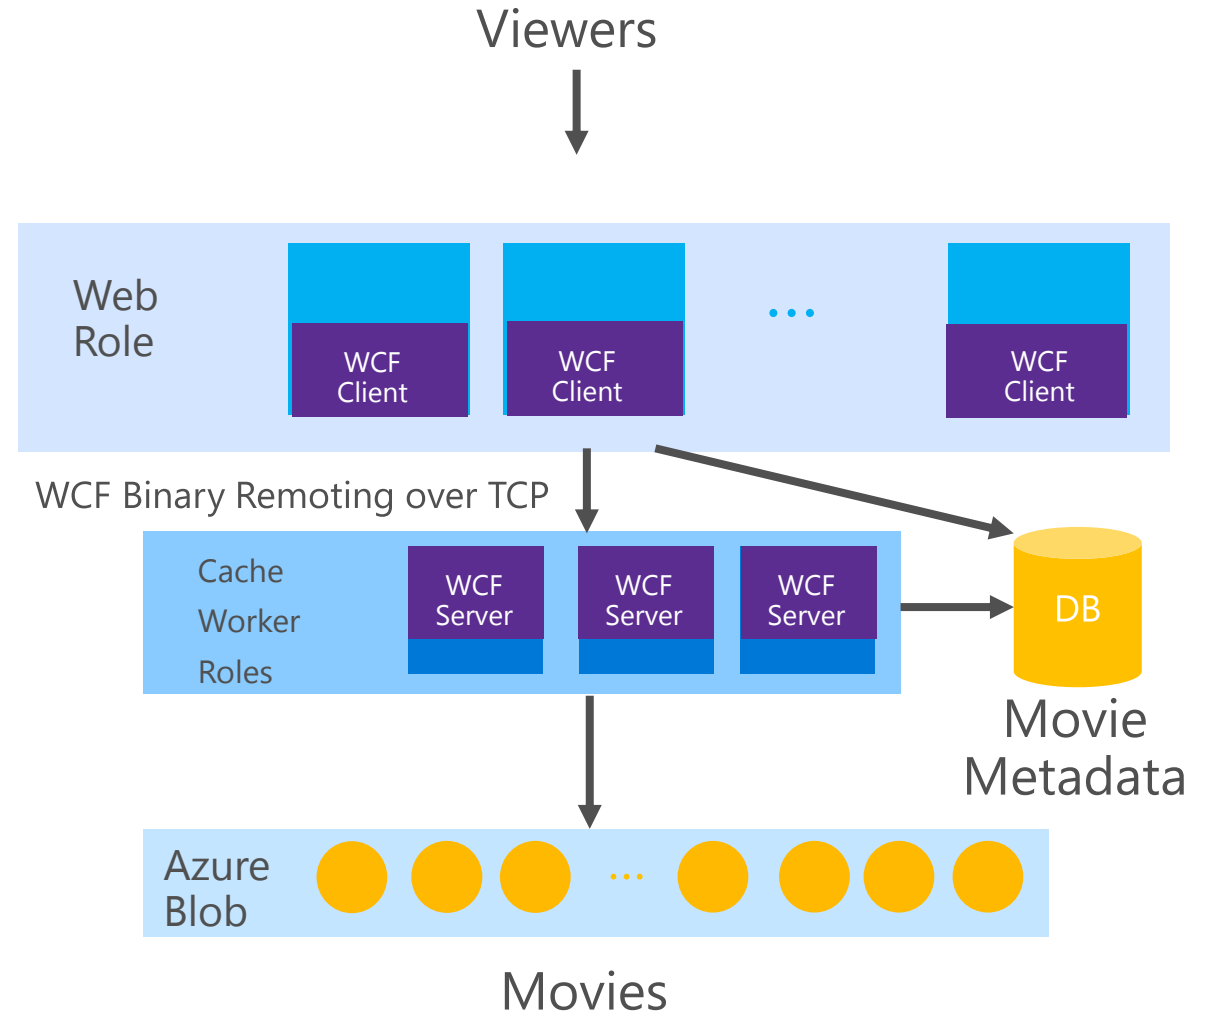 Viewers
Web
Role
WCF
Client
WCF
Client
...
WCF
Client
WCF Binary Remoting over TCP
Cache
Worker
Roles
WCF
Server
WCF
Server
WCF
Server
DB
Movie
Metadata
Azure
Blob
...
Movies